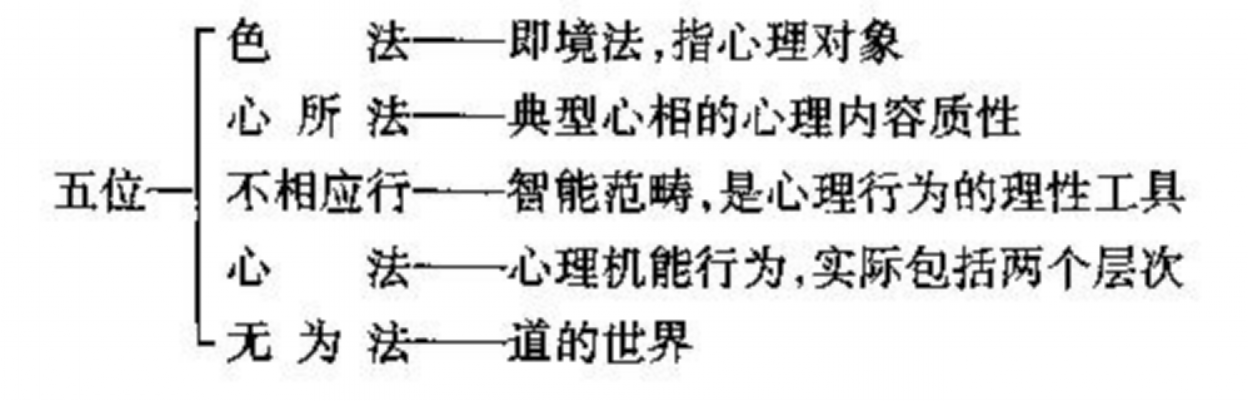 色 法——即境法,指心理对象
心所法——典型心相的心理内容质性
五位 不相应行——智能范畴,是心理行为的理性工具
心 法——心理机能行为,实际包括两个层次
无为法——道的世界